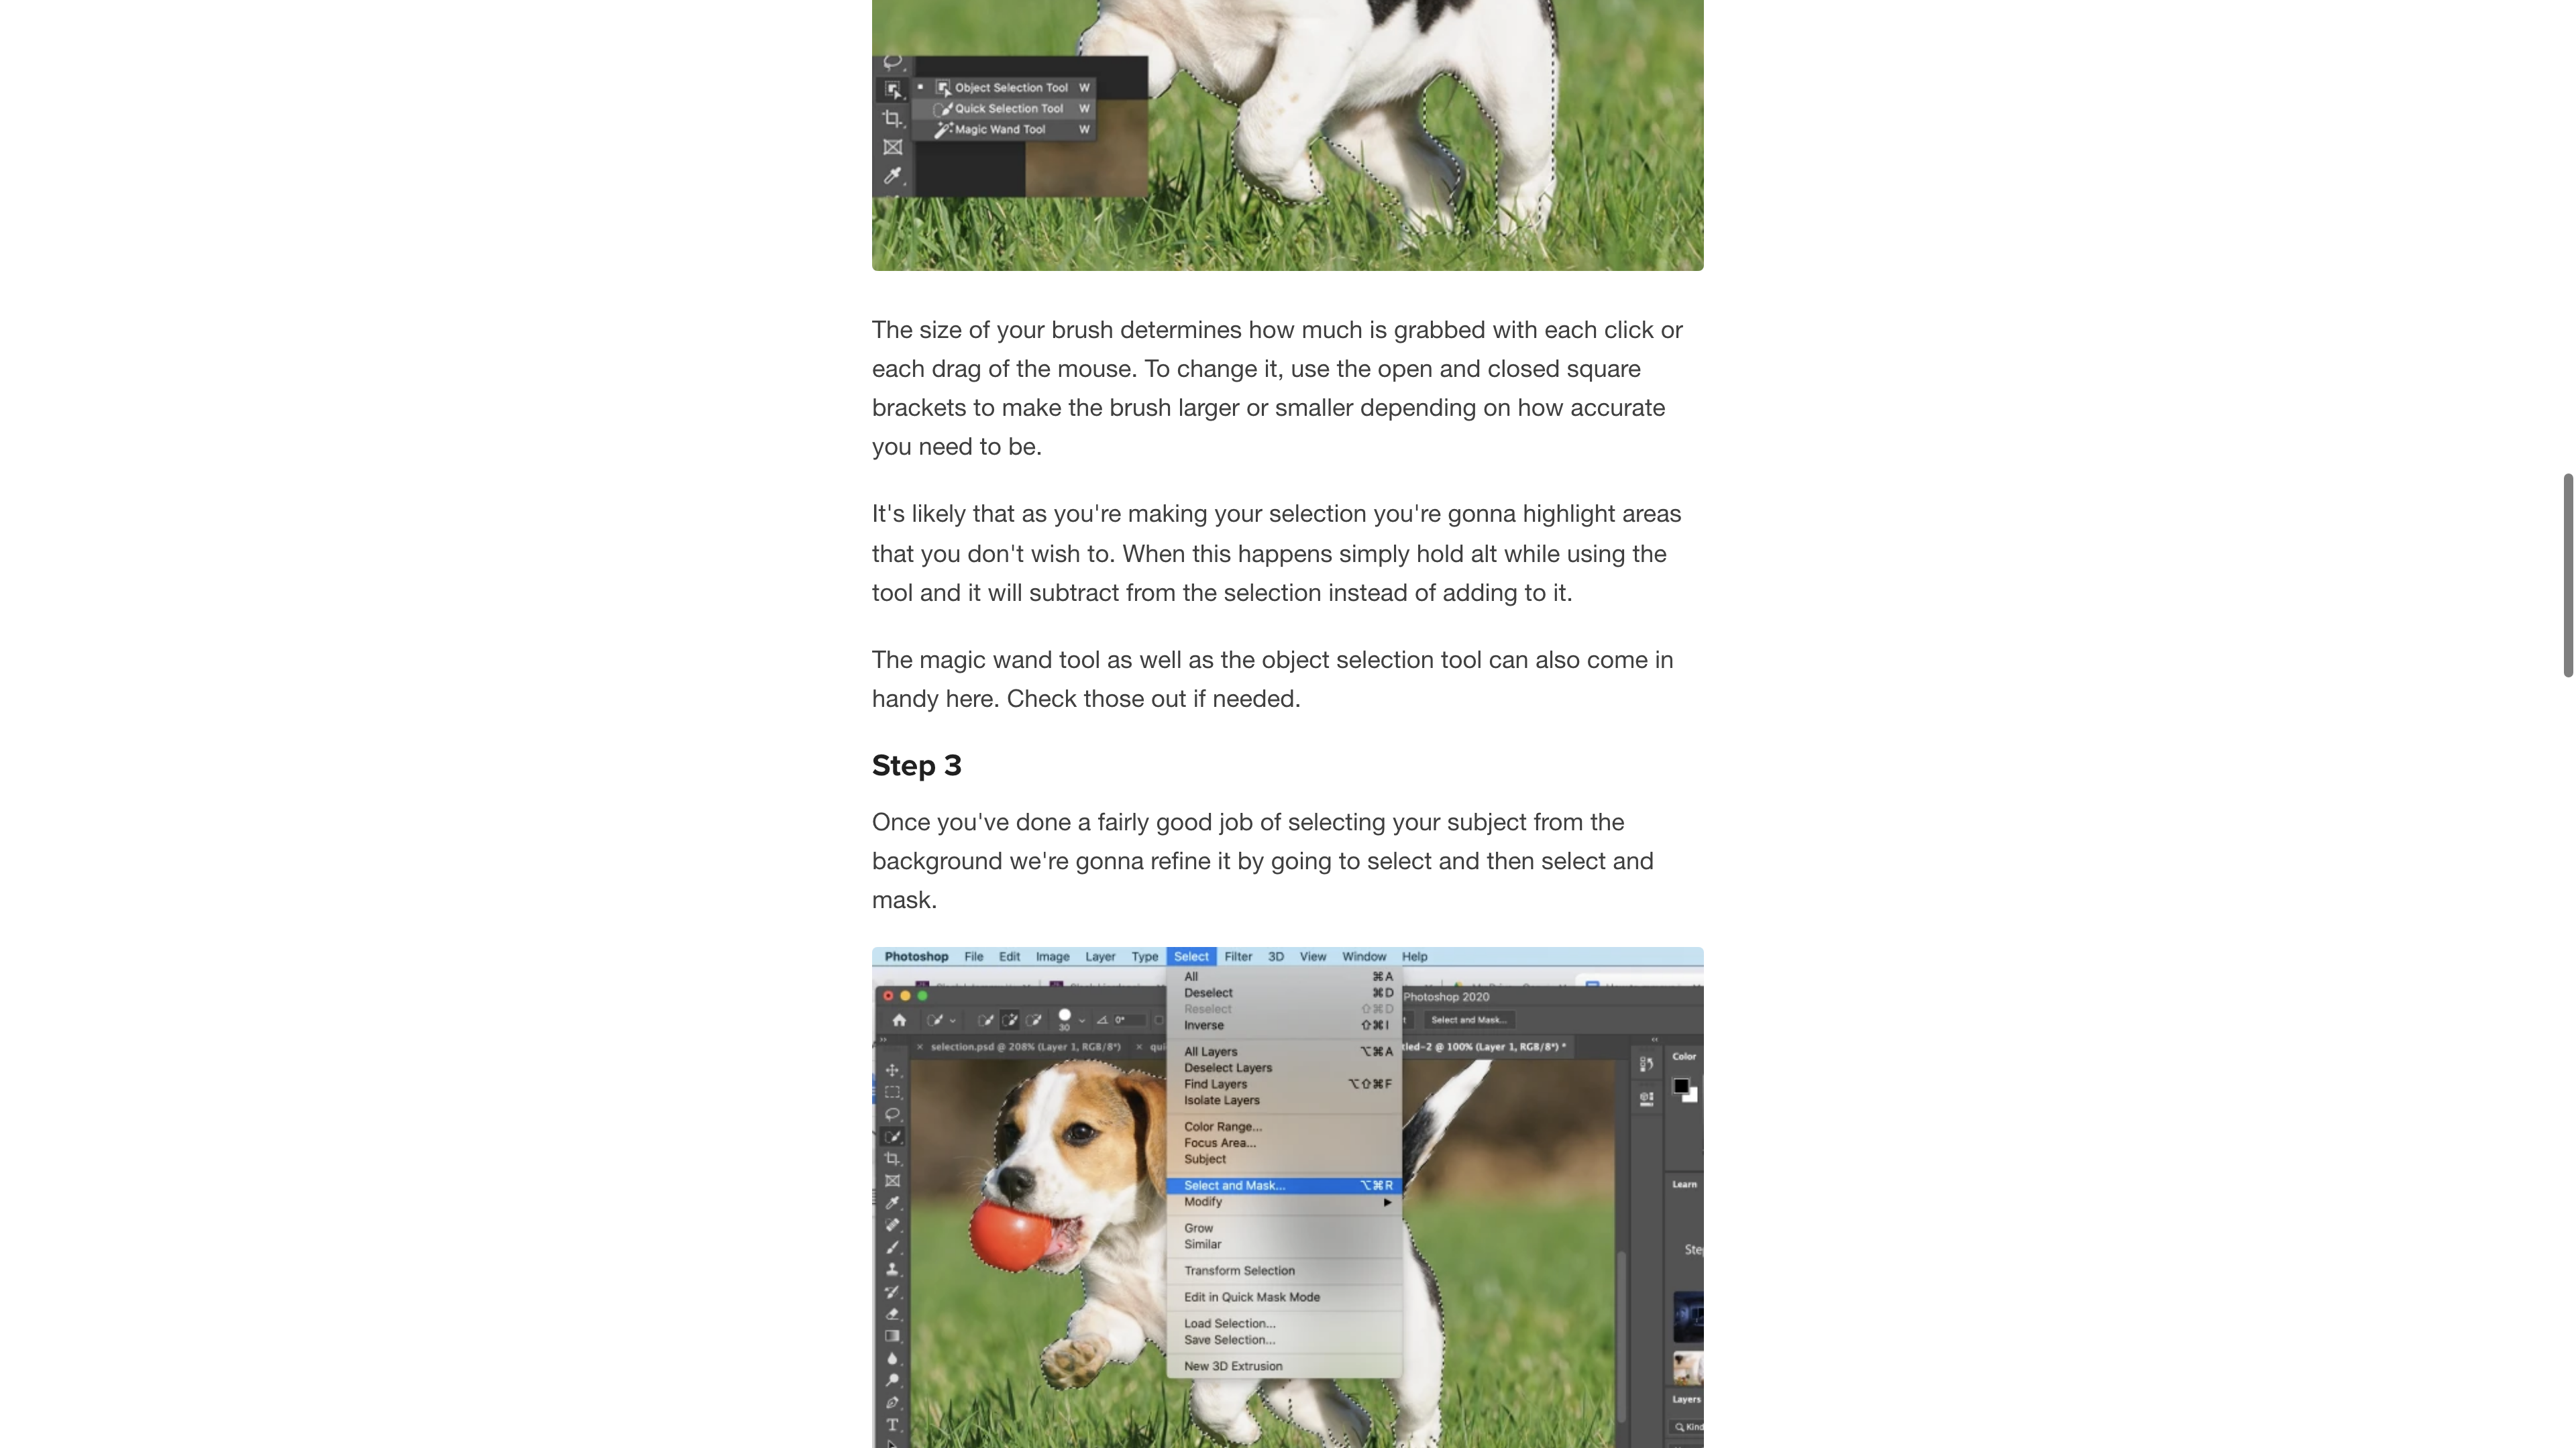 Object Selection Tool W
Quick Selection Tool W
Magic Wand Tool W
The size of your brush determines how much is grabbed with each click or
each drag of the mouse. To change it, use the open and closed square
brackets to make the brush larger or smaller depending on how accurate
you need to be.
It's likely that as you're making your selection you're gonna highlight areas
that you don't wish to. When this happens simply hold alt while using the
tool and it will subtract from the selection instead of adding to it.
The magic wand tool as well as the object selection tool can also come in
handy here. Check those out if needed.
Step 3
Once you've done a fairly good job of selecting your subject from the
background we're gonna refine it by going to select and then select and
mask.
Photoshop File Edit Image Layer Type Select Filter 3D View Window Help
All ⌘A
Deselect ⌘D
Photoshop 2020
Reselect ⇧⌘D
Inverse ⇧⌘I
30
0°
Select and Mask...
selection.psd @ 208% (Layer 1, RGB/8*)
tled-2 @ 100% (Layer 1, RGB/8*) *
All Layers ⌥⌘A
Deselect Layers
Find Layers ⌥⇧⌘F
Isolate Layers
Color Range...
Focus Area...
Subject
Select and Mask... ⌥⌘R
Modify
Grow
Similar
Transform Selection
Edit in Quick Mask Mode
Load Selection...
Save Selection...
New 3D Extrusion
Color
Learn
Step
Layers
Kind